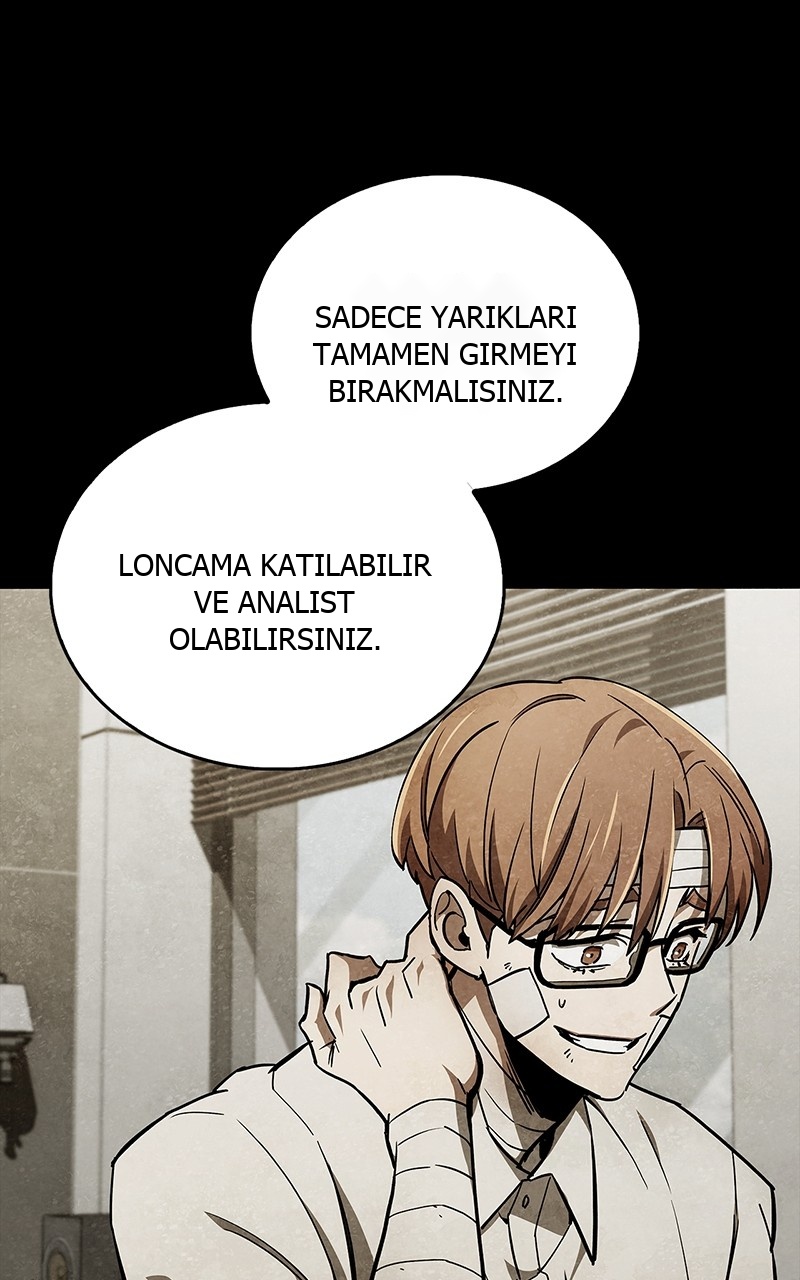 SADECE YARIKLARI
TAMAMEN GIRMEYI
BIRAKMALISINIZ.
LONCAMA KATILABILIR
VE ANALIST
OLABILIRSINIZ.